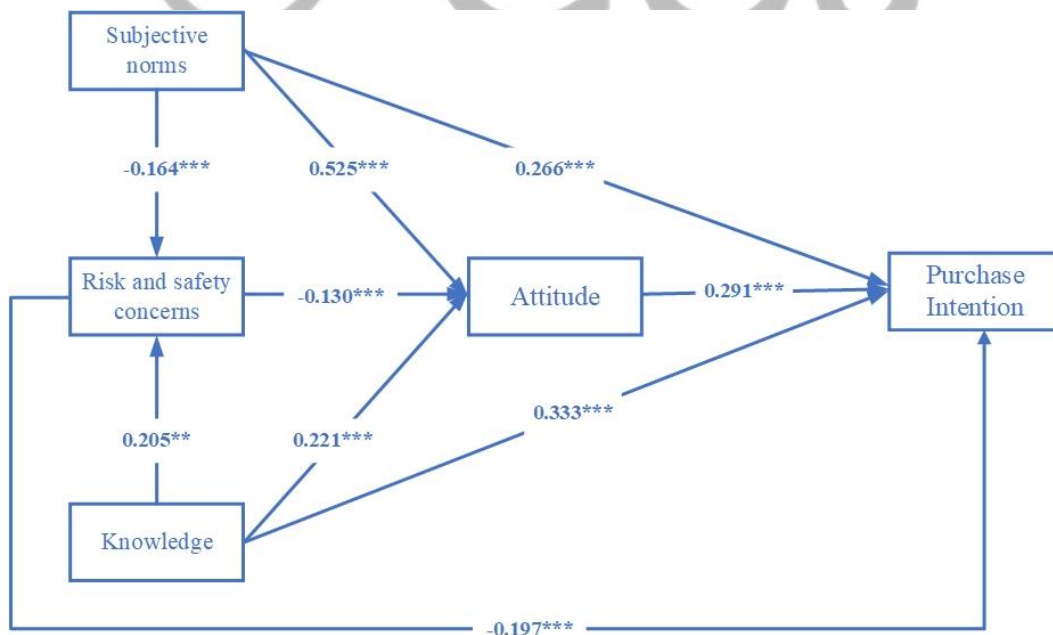 Subjective
norms
-0.164***
0.525***
0.266***
Risk and safety
concerns
-0.130***
Attitude
0.291***
Purchase
Intention
0.205**
0.221***
0.333***
Knowledge
-0.197***